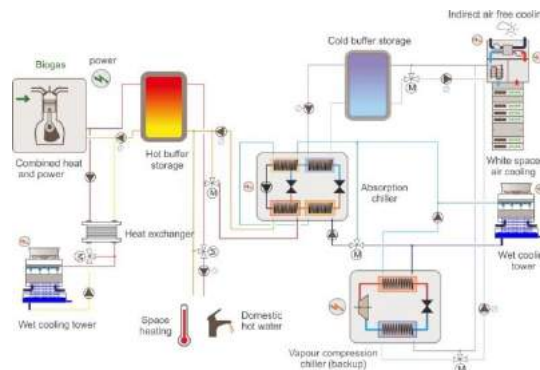 Indirect air free cooling
Biogas
power
Cold buffer storage
Combined heat
and power
Hot buffer
storage
White space
air cooling
Absorption
chiller
Heat exchanger
M
M
M
Wet cooling
tower
Wet cooling tower
Space
heating
Domestic
hot water
Vapour compression
chiller (backup)